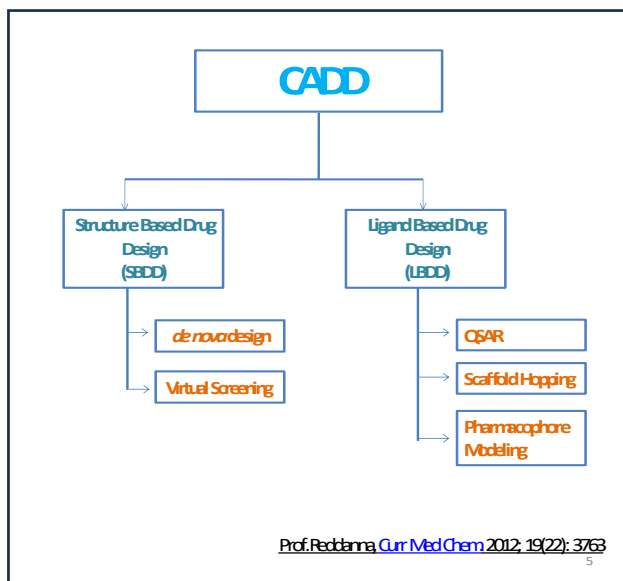 CADD
Structure Based Drug
Design
(SBDD)
Ligand Based Drug
Design
(LBDD)
de nova design
Virtual Screening
QSAR
Scaffold Hopping
Pharmacophore
Modeling
Prof. Reddanna, Curr Med Chem. 2012; 19(22): 3763
5